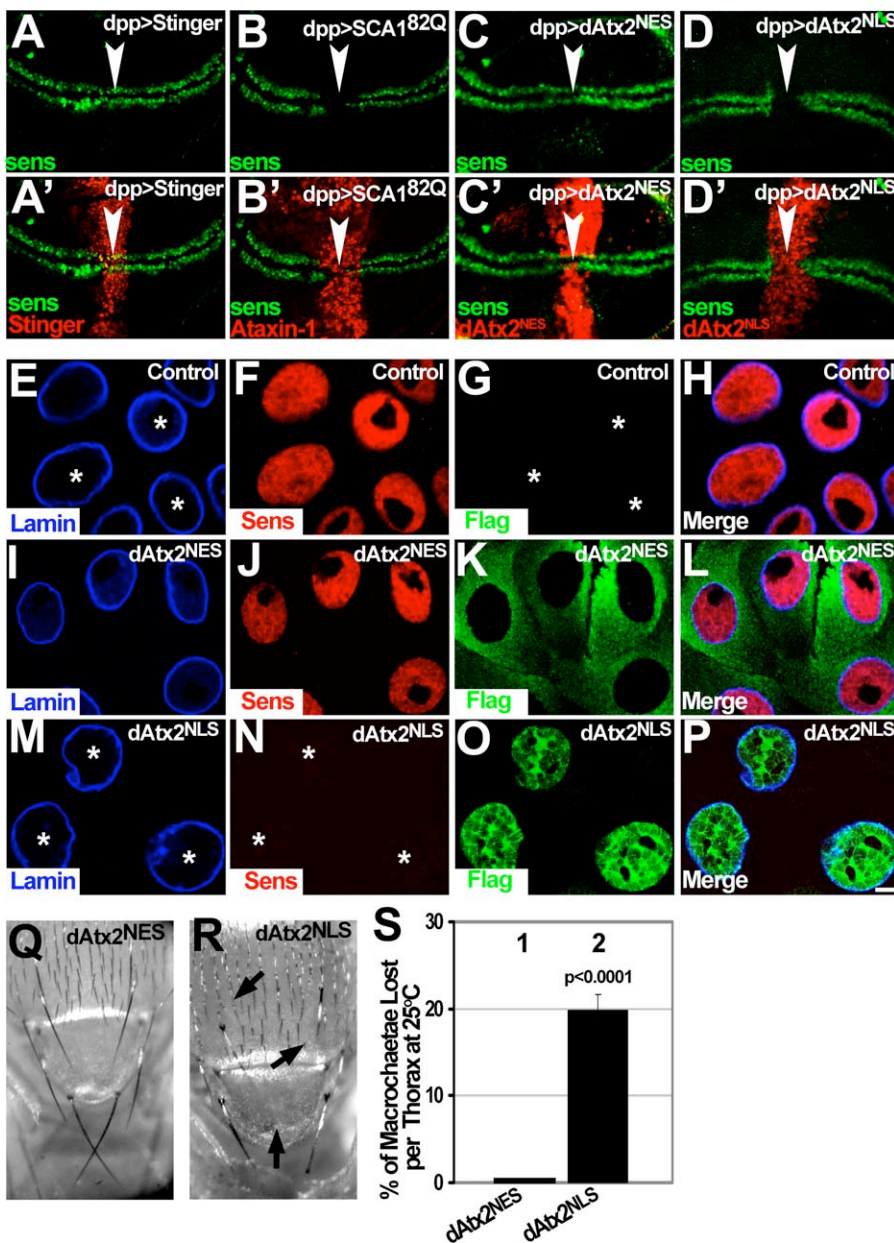 A dpp>Stinger
sens
B dpp>SCA1^82Q
sens
C dpp>dAtx2^NES
sens
D dpp>dAtx2^NLS
sens
A' dpp>Stinger
sens
Stinger
B' dpp>SCA1^82Q
sens
Ataxin-1
C' dpp>dAtx2^NES
sens
dAtx2^NES
D' dpp>dAtx2^NLS
sens
dAtx2^NLS
E Control
* * *
Lamin
F Control
Sens
G Control
* * *
Flag
H Control
Merge
I dAtx2^NES
Lamin
J dAtx2^NES
Sens
K dAtx2^NES
Flag
L dAtx2^NES
Merge
M dAtx2^NLS
* * *
Lamin
N dAtx2^NLS
* * *
Sens
O dAtx2^NLS
Flag
P dAtx2^NLS
Merge
Q dAtx2^NES
R dAtx2^NLS
S
% of Macrochaetae Lost
per Thorax at 25°C
30
20
10
0
1
2
p<0.0001
dAtx2^NES
dAtx2^NLS